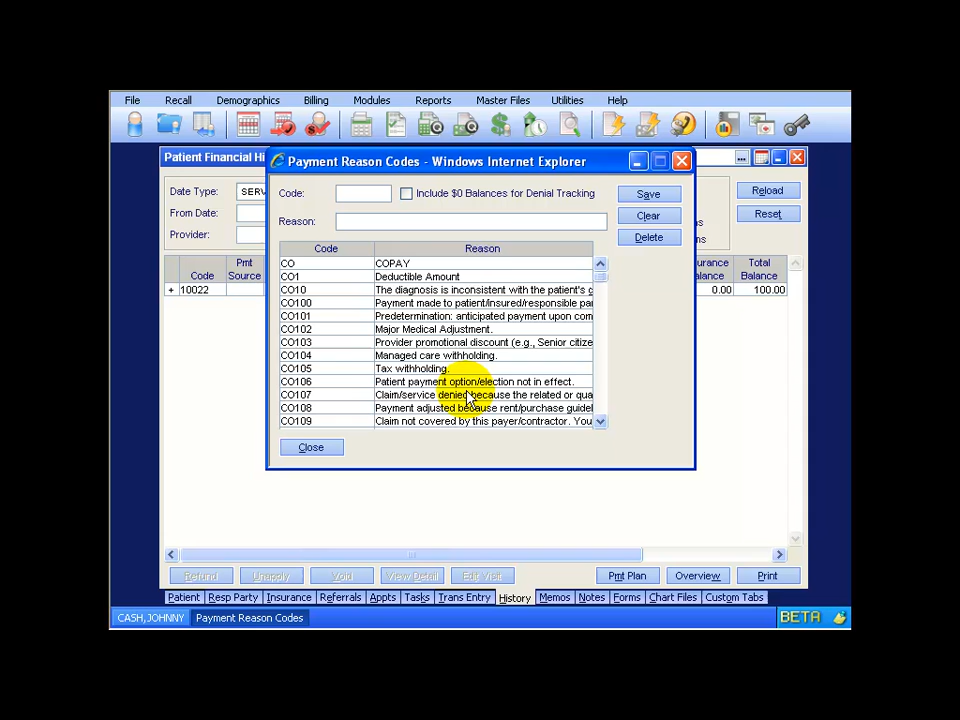 File Recall Demographics Billing Modules Reports Master Files Utilities Help
Patient Financial Hi
Payment Reason Codes - Windows Internet Explorer
Date Type: SERV
From Date:
Provider:
Reload
Reset
Code: Include $0 Balances for Denial Tracking Save
Reason: Clear
Delete
Code Reason
CO COPAY
CO1 Deductible Amount
CO10 The diagnosis is inconsistent with the patient's g
CO100 Payment made to patient/insured/responsible pa
CO101 Predetermination: anticipated payment upon com
CO102 Major Medical Adjustment.
CO103 Provider promotional discount (e.g., Senior citize
CO104 Managed care withholding.
CO105 Tax withholding.
CO106 Patient payment option/election not in effect.
CO107 Claim/service denied because the related or qua
CO108 Payment adjusted because rent/purchase guidel
CO109 Claim not covered by this payer/contractor. You
Close
Code Pmt Source urance alance Total Balance
+ 10022 0.00 100.00
Refund Unapply Void View Detail Edit Visit Pmt Plan Overview Print
Patient Resp Party Insurance Referrals Appts Tasks Trans Entry History Memos Notes Forms Chart Files Custom Tabs
CASH,JOHNNY Payment Reason Codes BETA